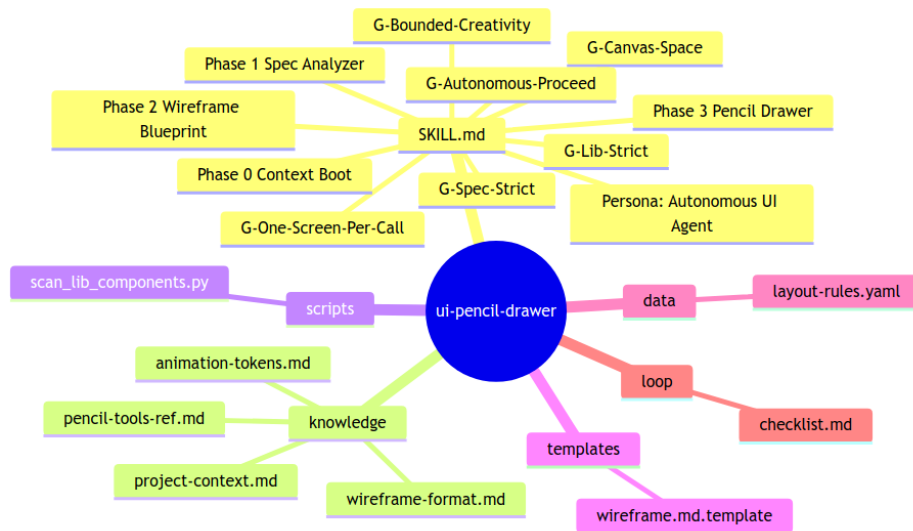 G-Bounded-Creativity
G-Canvas-Space
Phase 1 Spec Analyzer
G-Autonomous-Proceed
Phase 2 Wireframe
Blueprint
Phase 3 Pencil Drawer
SKILL.md
G-Lib-Strict
Phase 0 Context Boot
G-Spec-Strict
Persona: Autonomous UI
Agent
G-One-Screen-Per-Call
scan_lib_components.py
scripts
ui-pencil-drawer
data
layout-rules.yaml
animation-tokens.md
pencil-tools-ref.md
knowledge
project-context.md
wireframe-format.md
loop
checklist.md
templates
wireframe.md.template